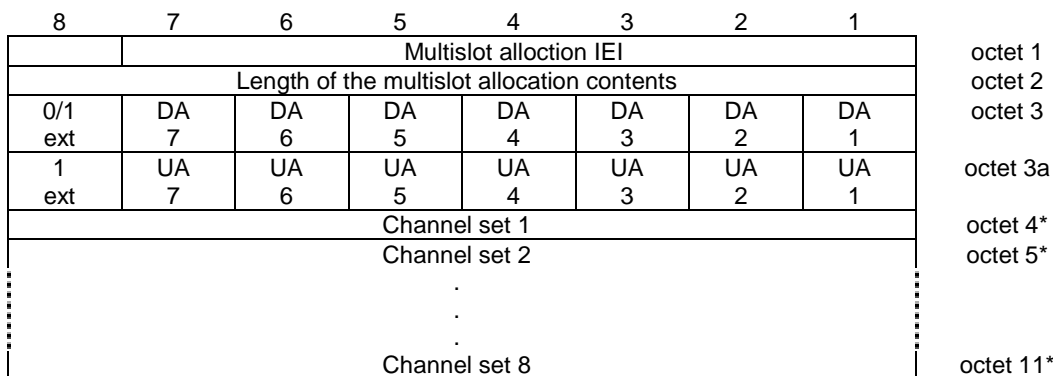 8 7 6 5 4 3 2 1
Multislot alloction IEI octet 1
Length of the multislot allocation contents octet 2
0/1 DA DA DA DA DA DA DA octet 3
ext 7 6 5 4 3 2 1
1 UA UA UA UA UA UA UA octet 3a
ext 7 6 5 4 3 2 1
Channel set 1 octet 4*
Channel set 2 octet 5*
.
.
.
Channel set 8 octet 11*